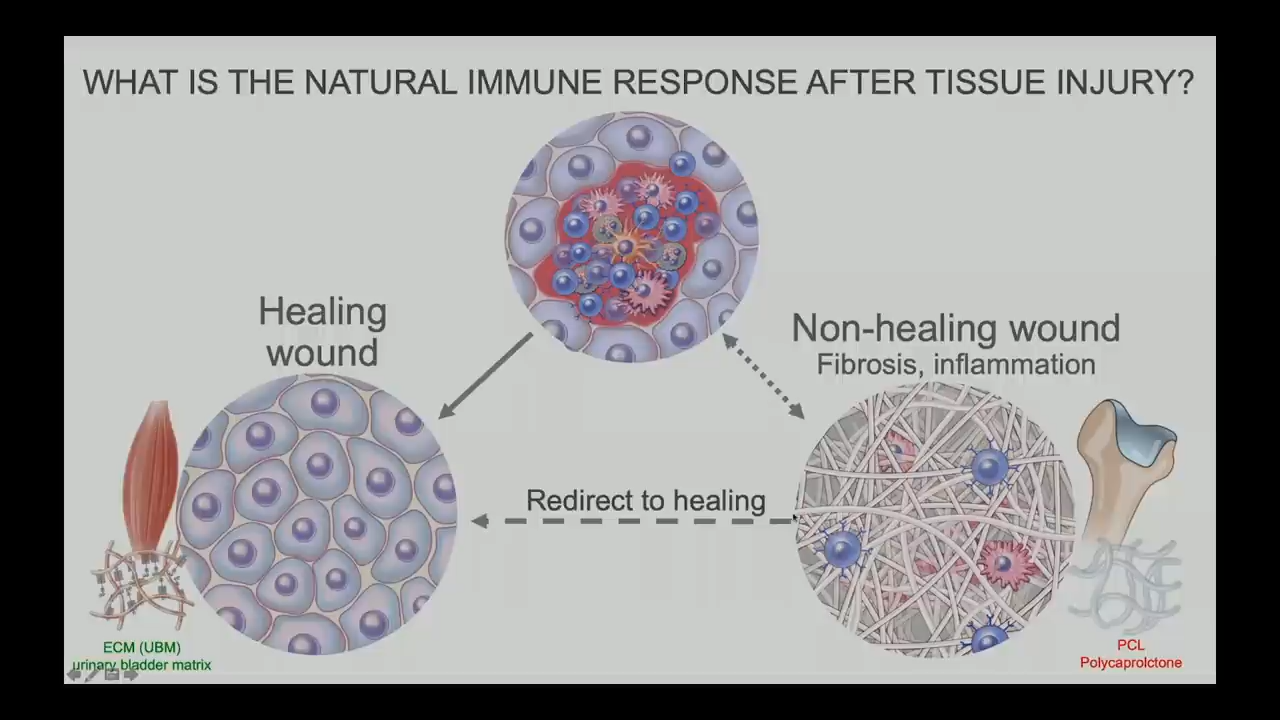 WHAT IS THE NATURAL IMMUNE RESPONSE AFTER TISSUE INJURY?
Healing
wound
Non-healing wound
Fibrosis, inflammation
Redirect to healing
ECM (UBM)
urinary bladder matrix
PCL
Polycaprolctone